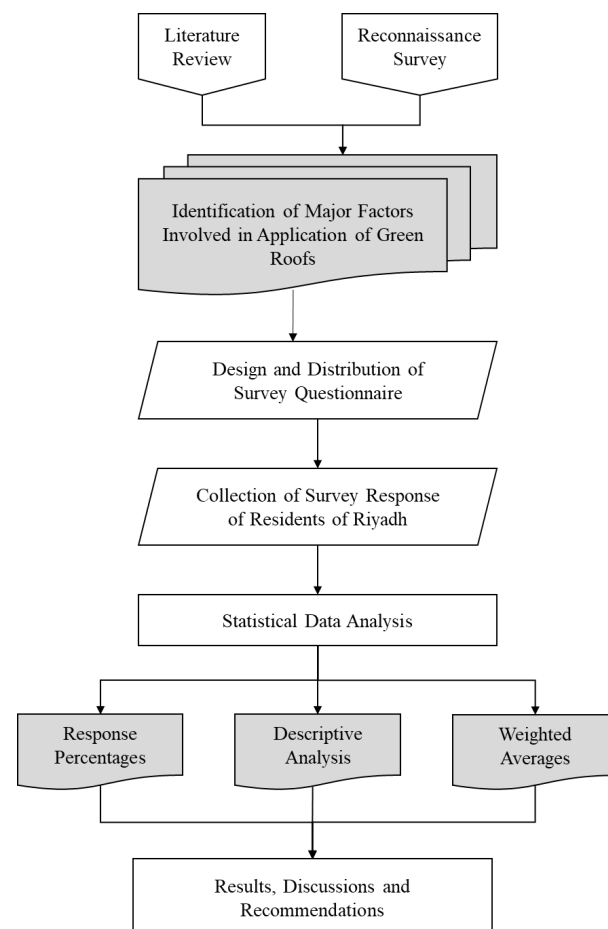 Literature
Review
Reconnaissance
Survey
Identification of Major Factors
Involved in Application of Green
Roofs
Design and Distribution of
Survey Questionnaire
Collection of Survey Response
of Residents of Riyadh
Statistical Data Analysis
Response
Percentages
Descriptive
Analysis
Weighted
Averages
Results, Discussions and
Recommendations